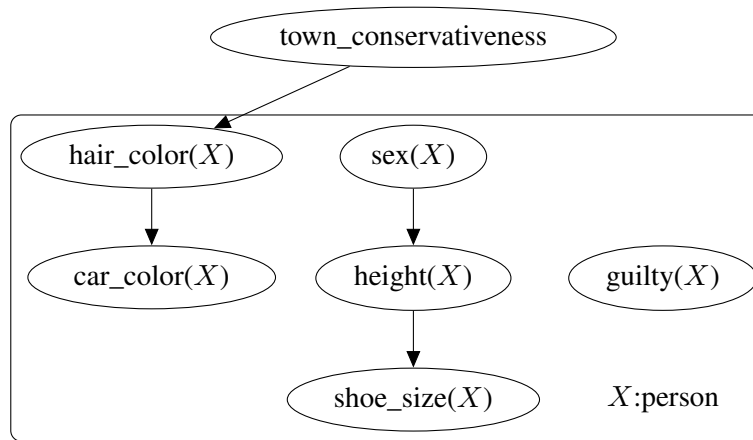 town_conservativeness
hair_color(X)
sex(X)
car_color(X)
height(X)
guilty(X)
shoe_size(X)
X:person